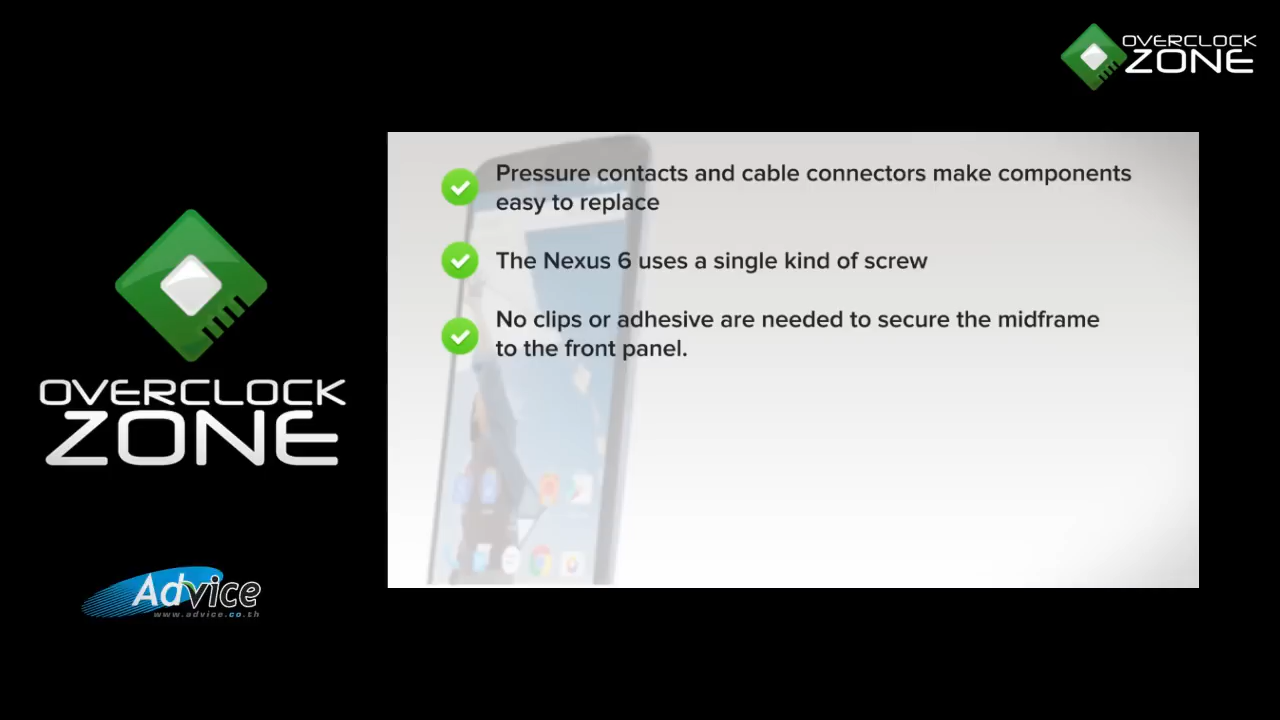 OVERCLOCK
ZONE
Pressure contacts and cable connectors make components
easy to replace
The Nexus 6 uses a single kind of screw
No clips or adhesive are needed to secure the midframe
to the front panel.
OVERCLOCK
ZONE
Advice
www.advice.co.th